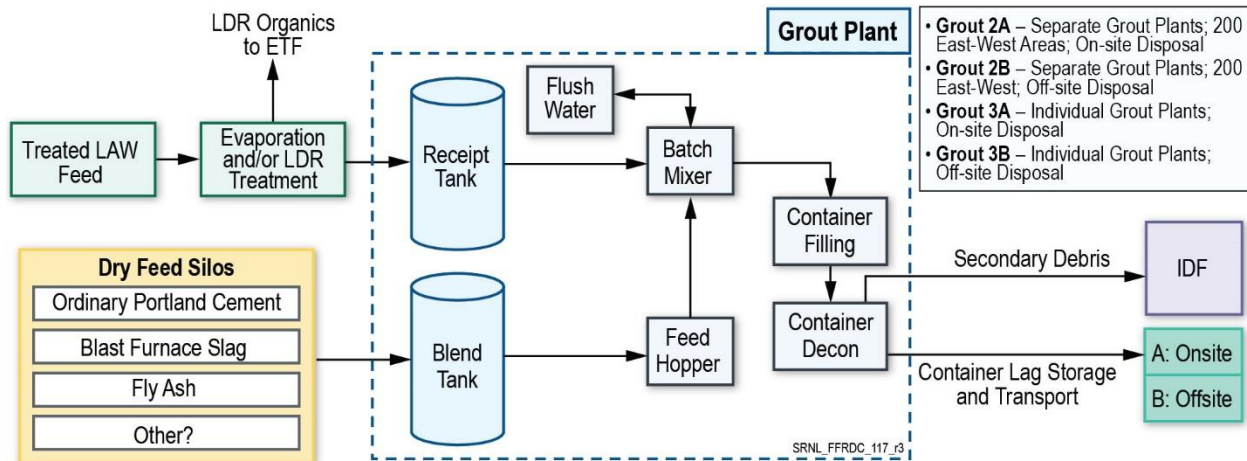 LDR Organics
to ETF
Treated LAW
Feed
Evaporation
and/or LDR
Treatment
Grout Plant
Receipt
Tank
Flush
Water
Batch
Mixer
Container
Filling
Container
Decon
Dry Feed Silos
Ordinary Portland Cement
Blast Furnace Slag
Fly Ash
Other?
Blend
Tank
Feed
Hopper
SRNL_FFRDC_117_r3
• Grout 2A – Separate Grout Plants; 200
East-West Areas; On-site Disposal
• Grout 2B – Separate Grout Plants; 200
East-West; Off-site Disposal
• Grout 3A – Individual Grout Plants;
On-site Disposal
• Grout 3B – Individual Grout Plants;
Off-site Disposal
Secondary Debris
IDF
Container Lag Storage
and Transport
A: Onsite
B: Offsite